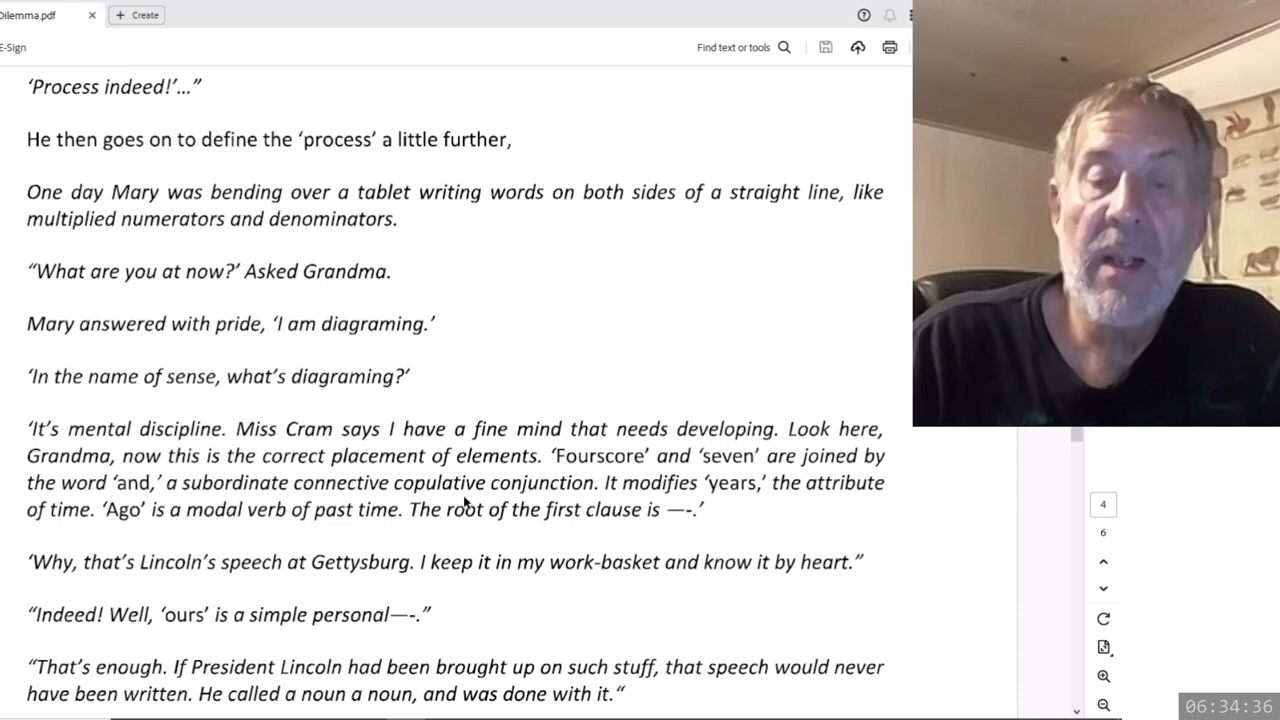 Dilemma.pdf
Create
E-Sign
Find text or tools
‘Process indeed!’…”
He then goes on to define the ‘process’ a little further,
One day Mary was bending over a tablet writing words on both sides of a straight line, like
multiplied numerators and denominators.
“What are you at now?’ Asked Grandma.
Mary answered with pride, ‘I am diagraming.’
‘In the name of sense, what’s diagraming?’
‘It’s mental discipline. Miss Cram says I have a fine mind that needs developing. Look here,
Grandma, now this is the correct placement of elements. ‘Fourscore’ and ‘seven’ are joined by
the word ‘and,’ a subordinate connective copulative conjunction. It modifies ‘years,’ the attribute
of time. ‘Ago’ is a modal verb of past time. The root of the first clause is —-.’
‘Why, that’s Lincoln’s speech at Gettysburg. I keep it in my work-basket and know it by heart.”
“Indeed! Well, ‘ours’ is a simple personal—-.”
“That’s enough. If President Lincoln had been brought up on such stuff, that speech would never
have been written. He called a noun a noun, and was done with it.“
4
6
06:34:36